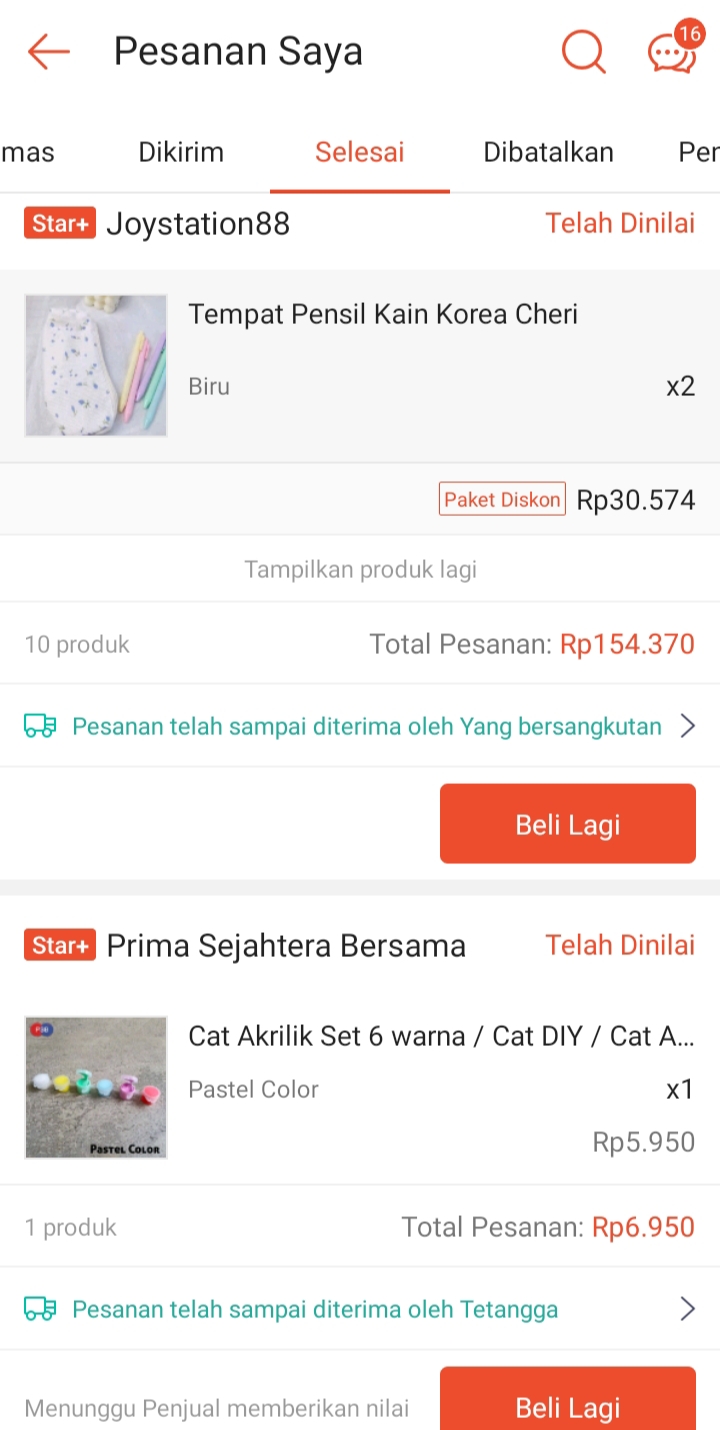 Pesanan Saya
16
mas
Dikirim
Selesai
Dibatalkan
Per
Star+ Joystation88
Telah Dinilai
Tempat Pensil Kain Korea Cheri
Biru
x2
Paket Diskon Rp30.574
Tampilkan produk lagi
10 produk
Total Pesanan: Rp154.370
Pesanan telah sampai diterima oleh Yang bersangkutan
Beli Lagi
Star+ Prima Sejahtera Bersama
Telah Dinilai
PASTEL COLOR
Cat Akrilik Set 6 warna / Cat DIY / Cat A...
Pastel Color
x1
Rp5.950
1 produk
Total Pesanan: Rp6.950
Pesanan telah sampai diterima oleh Tetangga
Menunggu Penjual memberikan nilai
Beli Lagi